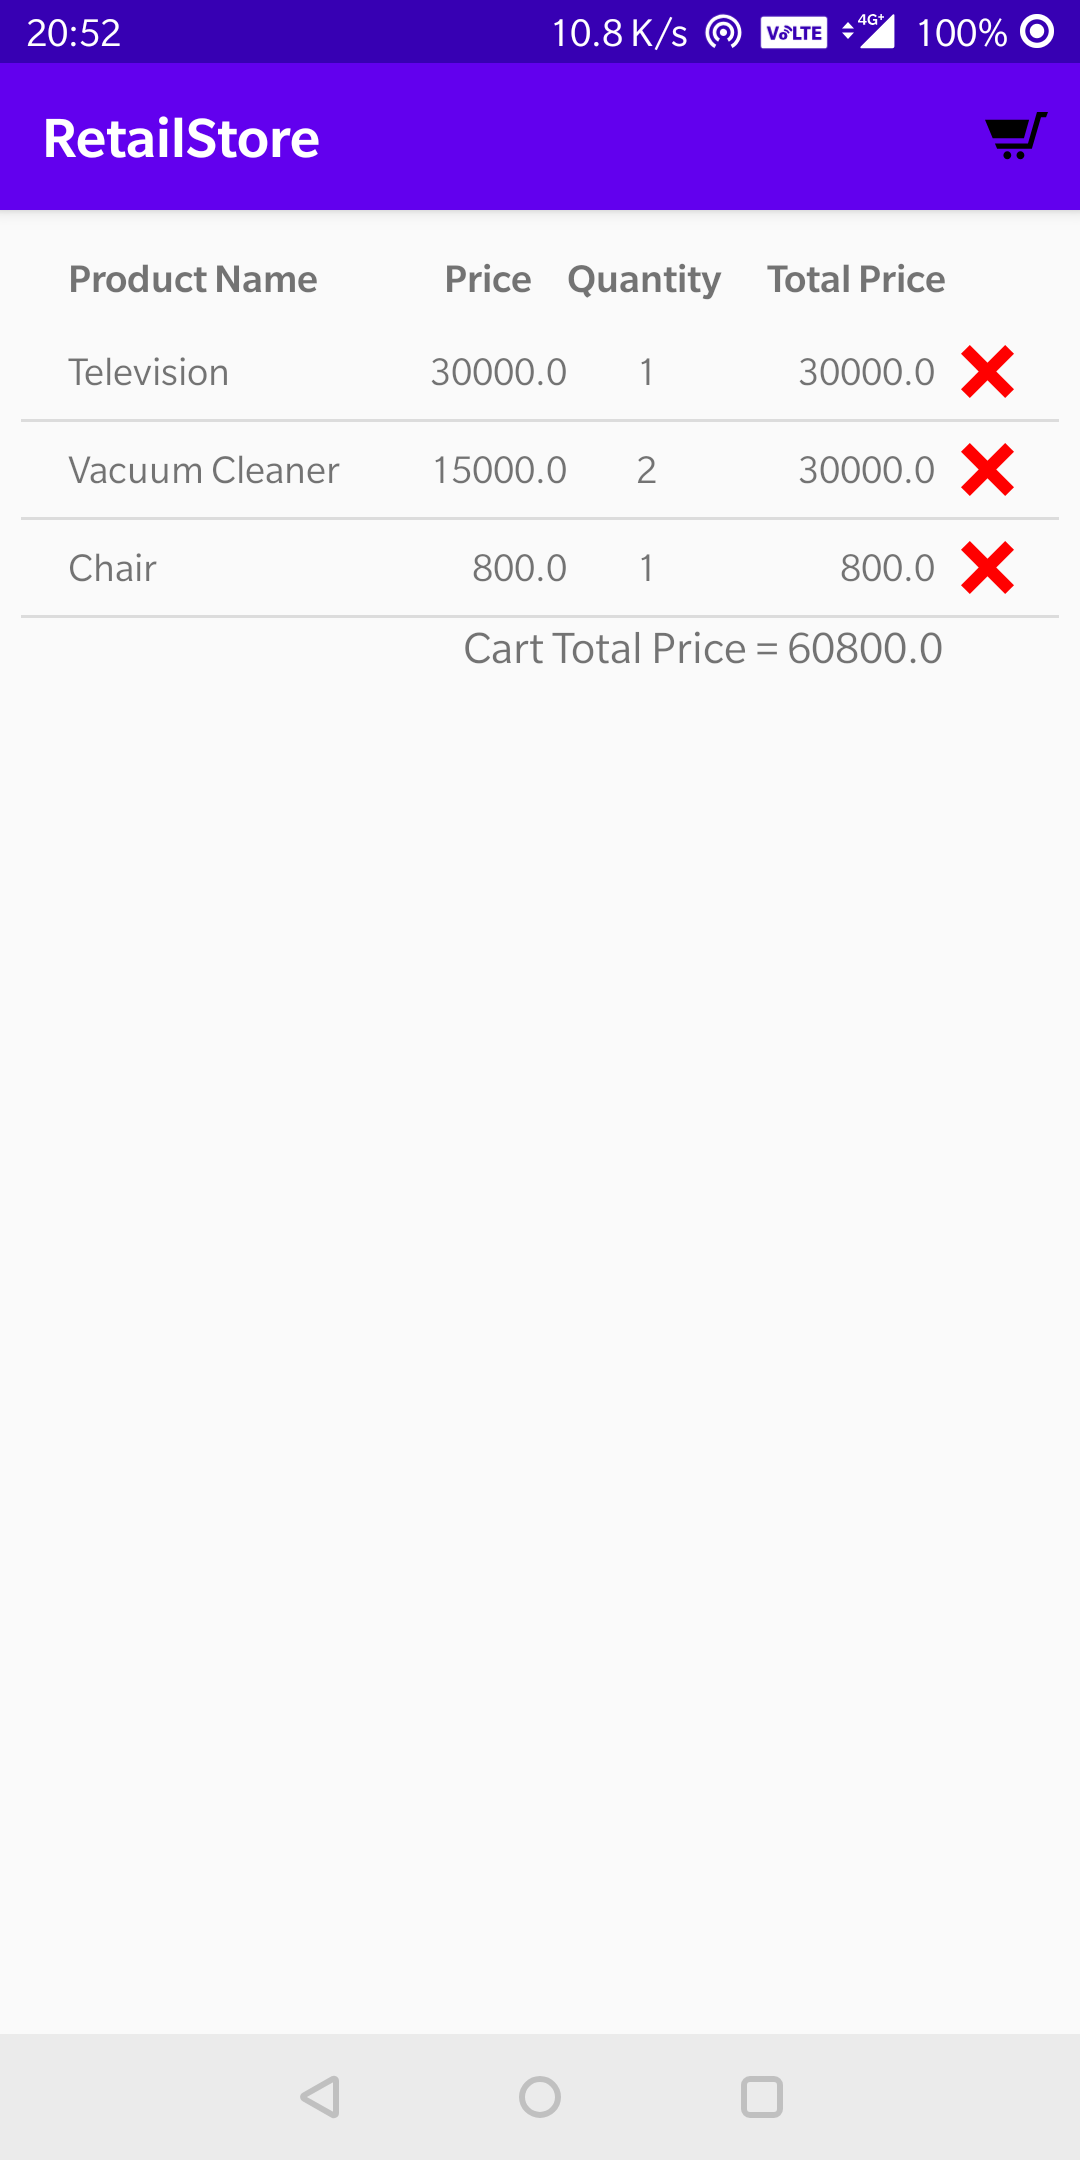 20:52 10.8 K/s VoLTE 4G+ 100%
RetailStore
Product Name Price Quantity Total Price
Television 30000.0 1 30000.0
Vacuum Cleaner 15000.0 2 30000.0
Chair 800.0 1 800.0
Cart Total Price = 60800.0